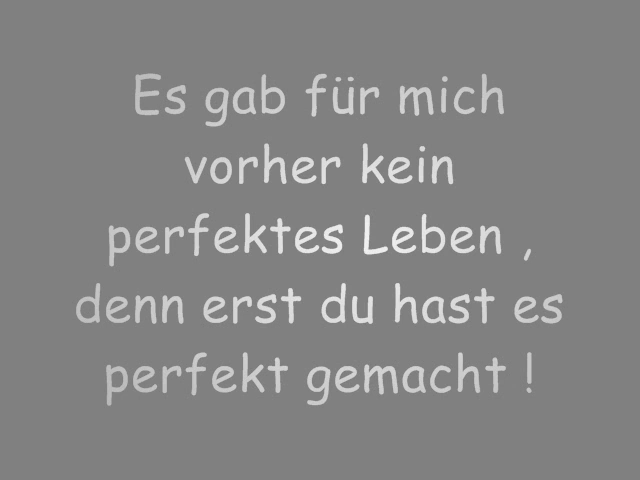 Es gab für mich
vorher kein
perfektes Leben ,
denn erst du hast es
perfekt gemacht !